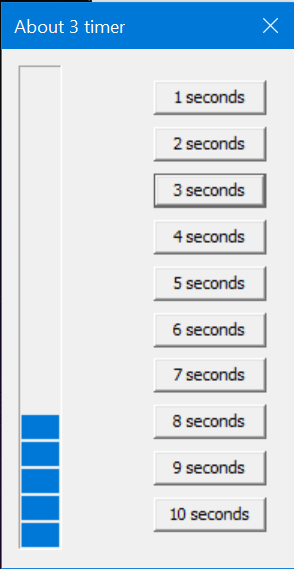 About 3 timer
1 seconds
2 seconds
3 seconds
4 seconds
5 seconds
6 seconds
7 seconds
8 seconds
9 seconds
10 seconds